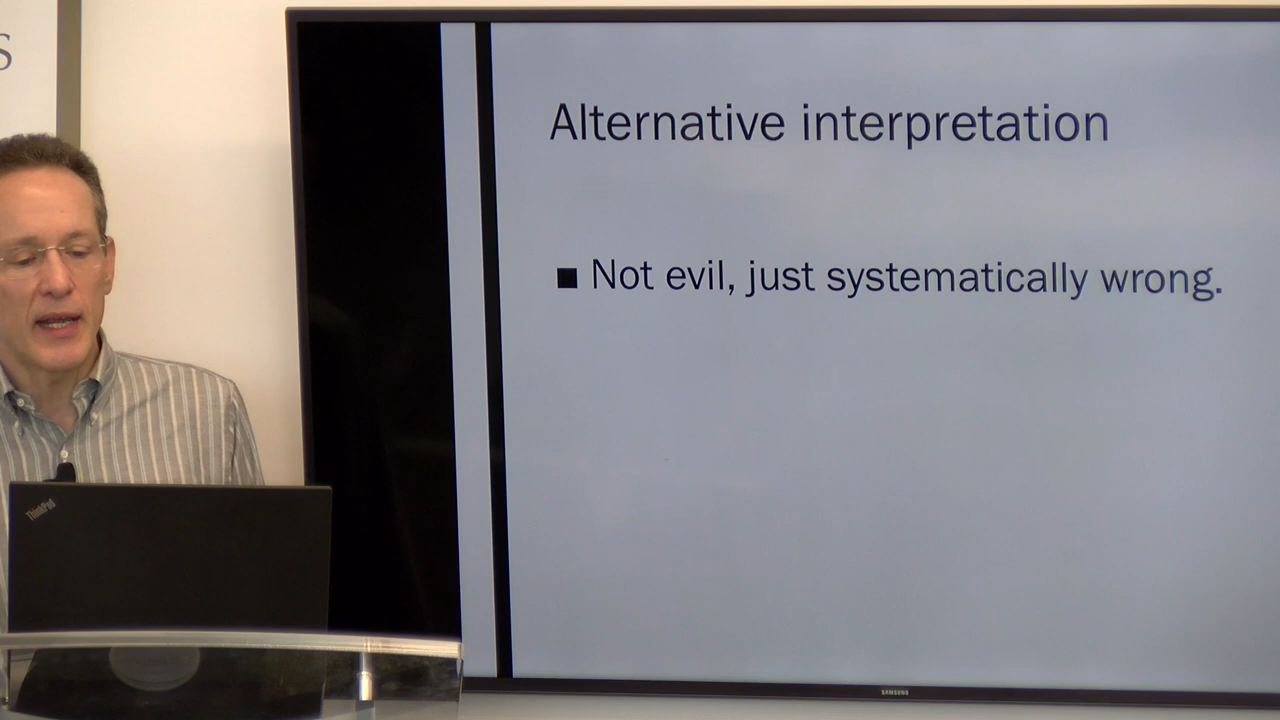 S
Alternative interpretation
■ Not evil, just systematically wrong.
ThinkPad
SAMSUNG